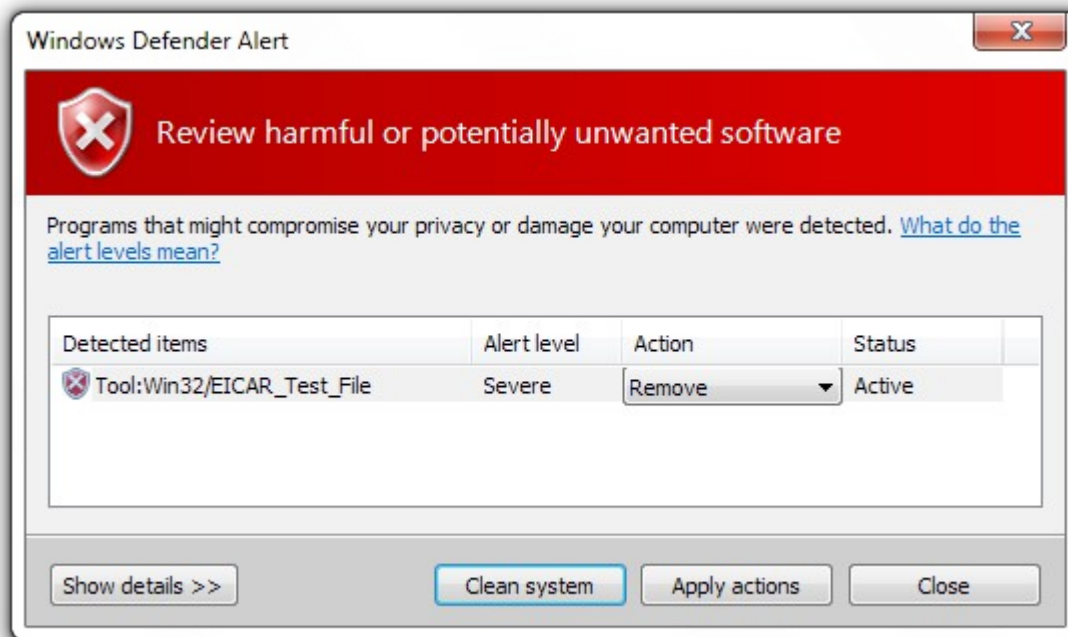 Windows Defender Alert
Review harmful or potentially unwanted software
Programs that might compromise your privacy or damage your computer were detected. What do the
alert levels mean?
Detected items Alert level Action Status
Tool:Win32/EICAR_Test_File Severe Remove Active
Show details >> Clean system Apply actions Close